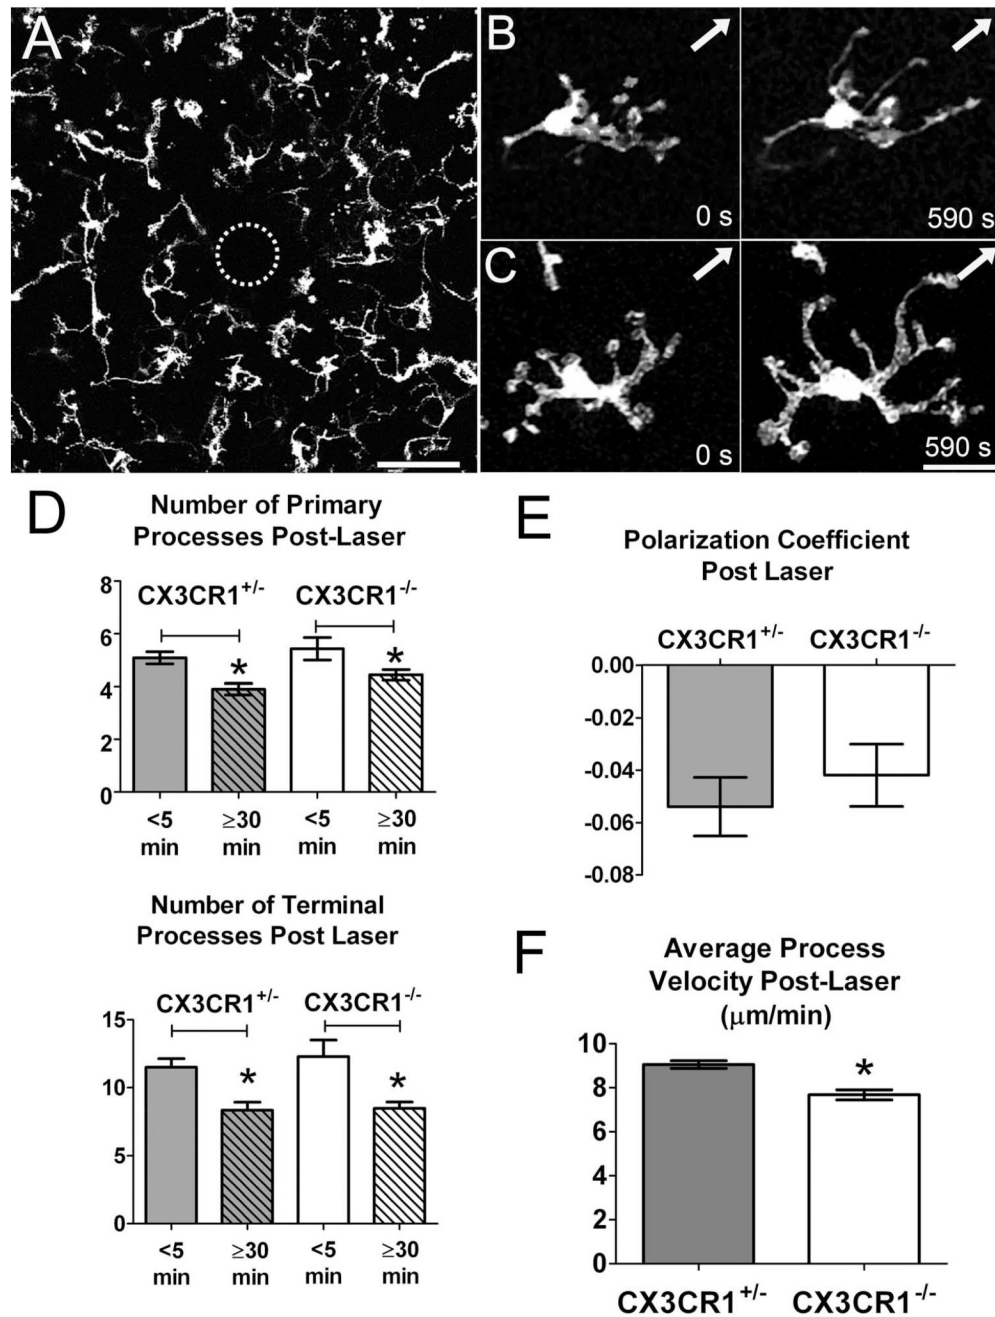 A
B
0 s
590 s
C
0 s
590 s
D
Number of Primary
Processes Post-Laser
CX3CR1+/-
CX3CR1-/-
8
6
4
2
0
*
*
<5
min
≥30
min
<5
min
≥30
min
Number of Terminal
Processes Post Laser
CX3CR1+/-
CX3CR1-/-
15
10
5
0
*
*
<5
min
≥30
min
<5
min
≥30
min
E
Polarization Coefficient
Post Laser
CX3CR1+/-
CX3CR1-/-
0.00
-0.02
-0.04
-0.06
-0.08
F
Average Process
Velocity Post-Laser
(μm/min)
10
8
6
4
2
0
*
CX3CR1+/-
CX3CR1-/-